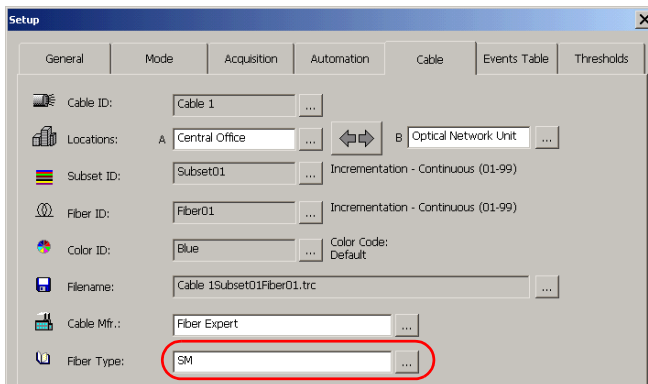 Setup
General Mode Acquisition Automation Cable Events Table Thresholds
Cable ID: Cable 1 ...
Locations: A Central Office ... B Optical Network Unit ...
Subset ID: Subset01 ... Incrementation - Continuous (01-99)
Fiber ID: Fiber01 ... Incrementation - Continuous (01-99)
Color ID: Blue ... Color Code:
Default
Filename: Cable 1Subset01Fiber01.trc ...
Cable Mfr.: Fiber Expert ...
Fiber Type: SM ...